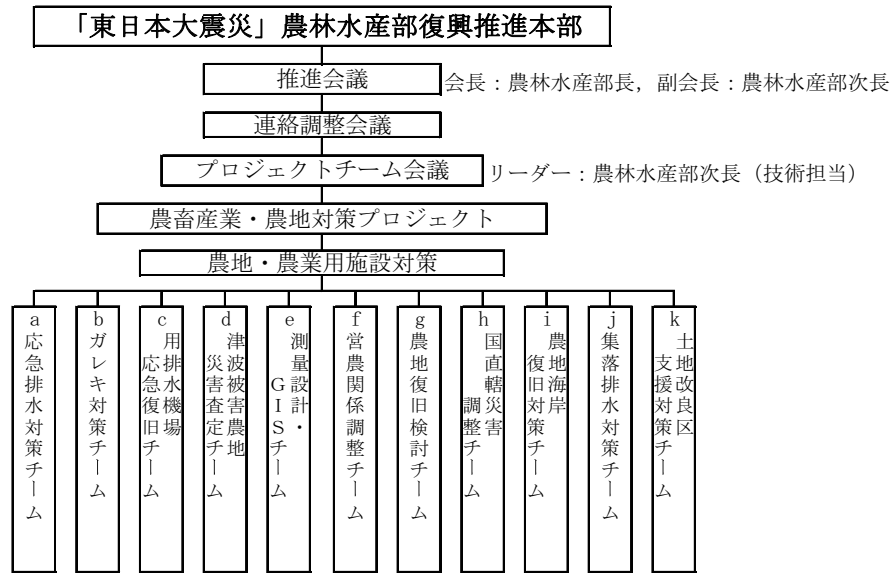 「東日本大震災」農林水産部復興推進本部
推進会議
会長：農林水産部長，副会長：農林水産部次長
連絡調整会議
プロジェクトチーム会議
リーダー：農林水産部次長（技術担当）
農畜産業・農地対策プロジェクト
農地・農業用施設対策
a
応急排水対策チーム
b
ガレキ対策チーム
c
用排水機場
応急復旧チーム
d
津波被害農地
災害査定チーム
e
測量設計・
ＧＩＳチーム
f
営農関係調整チーム
g
農地復旧検討チーム
h
国直轄災害
調整チーム
i
農地海岸
復旧対策チーム
j
集落排水対策チーム
k
土地改良区
支援対策チーム